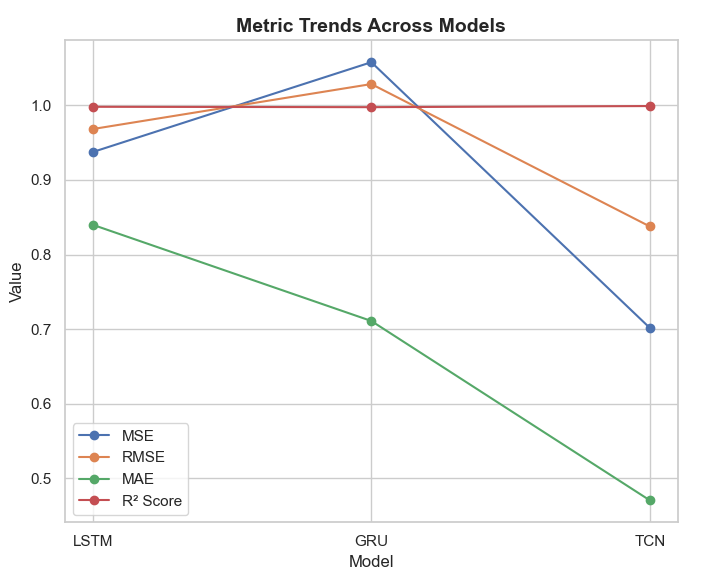 Metric Trends Across Models
Value
1.0
0.9
0.8
0.7
0.6
0.5
MSE
RMSE
MAE
R² Score
LSTM GRU TCN
Model